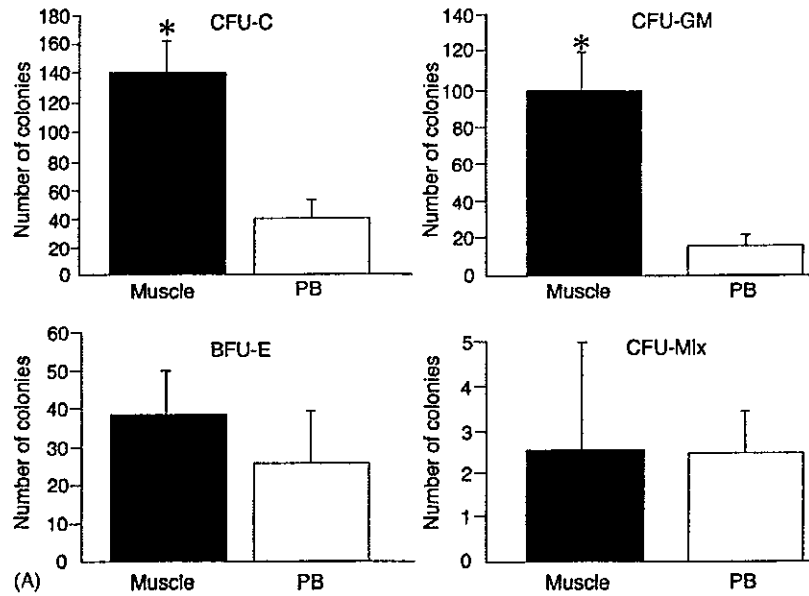 CFU-C
180
160
140
160
180
80
60
40
20
0
Number of colonies
*
Muscle
PB
CFU-GM
140
120
100
80
60
40
20
0
Number of colonies
*
Muscle
PB
BFU-E
60
50
40
30
20
10
0
Number of colonies
Muscle
PB
CFU-Mix
5
4
3
2
1
0
Number of colonies
Muscle
PB
(A)